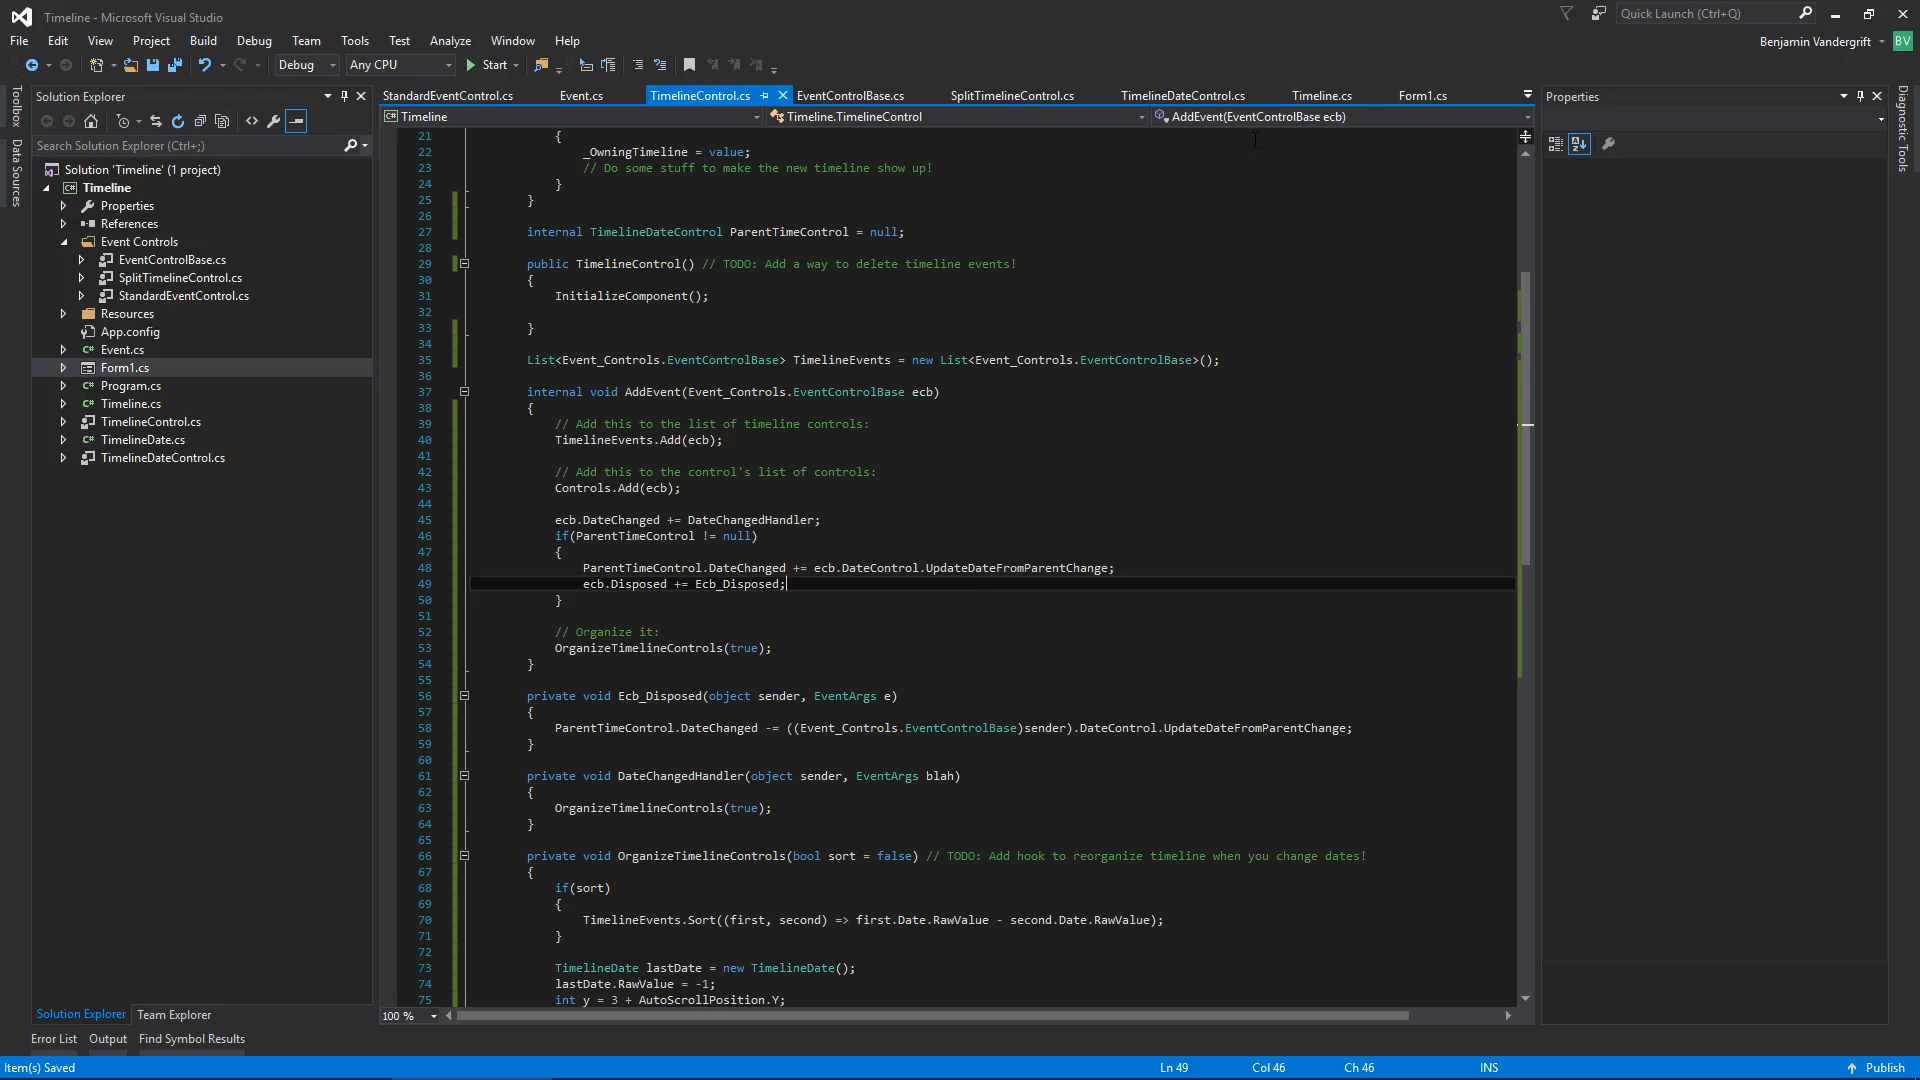 Timeline - Microsoft Visual Studio
Quick Launch (Ctrl+Q)
File Edit View Project Build Debug Team Tools Test Analyze Window Help
Benjamin Vandergrift BV
Debug Any CPU Start
Toolbox
Data Sources
Solution Explorer
Search Solution Explorer (Ctrl+;)
Solution 'Timeline' (1 project)
Timeline
Properties
References
Event Controls
EventControlBase.cs
SplitTimelineControl.cs
StandardEventControl.cs
Resources
App.config
Event.cs
Form1.cs
Program.cs
Timeline.cs
TimelineControl.cs
TimelineDate.cs
TimelineDateControl.cs
Solution Explorer Team Explorer
StandardEventControl.cs Event.cs TimelineControl.cs EventControlBase.cs SplitTimelineControl.cs TimelineDateControl.cs Timeline.cs Form1.cs
Timeline Timeline.TimelineControl AddEvent(EventControlBase ecb)
21 {
22 _OwningTimeline = value;
23 // Do some stuff to make the new timeline show up!
24 }
25 }
26
27 internal TimelineDateControl ParentTimeControl = null;
28
29 public TimelineControl() // TODO: Add a way to delete timeline events!
30 {
31 InitializeComponent();
32
33 }
34
35 List<Event_Controls.EventControlBase> TimelineEvents = new List<Event_Controls.EventControlBase>();
36
37 internal void AddEvent(Event_Controls.EventControlBase ecb)
38 {
39 // Add this to the list of timeline controls:
40 TimelineEvents.Add(ecb);
41
42 // Add this to the control's list of controls:
43 Controls.Add(ecb);
44
45 ecb.DateChanged += DateChangedHandler;
46 if(ParentTimeControl != null)
47 {
48 ParentTimeControl.DateChanged += ecb.DateControl.UpdateDateFromParentChange;
49 ecb.Disposed += Ecb_Disposed;
50 }
51
52 // Organize it:
53 OrganizeTimelineControls(true);
54 }
55
56 private void Ecb_Disposed(object sender, EventArgs e)
57 {
58 ParentTimeControl.DateChanged -= ((Event_Controls.EventControlBase)sender).DateControl.UpdateDateFromParentChange;
59 }
60
61 private void DateChangedHandler(object sender, EventArgs blah)
62 {
63 OrganizeTimelineControls(true);
64 }
65
66 private void OrganizeTimelineControls(bool sort = false) // TODO: Add hook to reorganize timeline when you change dates!
67 {
68 if(sort)
69 {
70 TimelineEvents.Sort((first, second) => first.Date.RawValue - second.Date.RawValue);
71 }
72
73 TimelineDate lastDate = new TimelineDate();
74 lastDate.RawValue = -1;
75 int y = 3 + AutoScrollPosition.Y;
100 %
Properties
Diagnostic Tools
Error List Output Find Symbol Results
Item(s) Saved Ln 49 Col 46 Ch 46 INS Publish